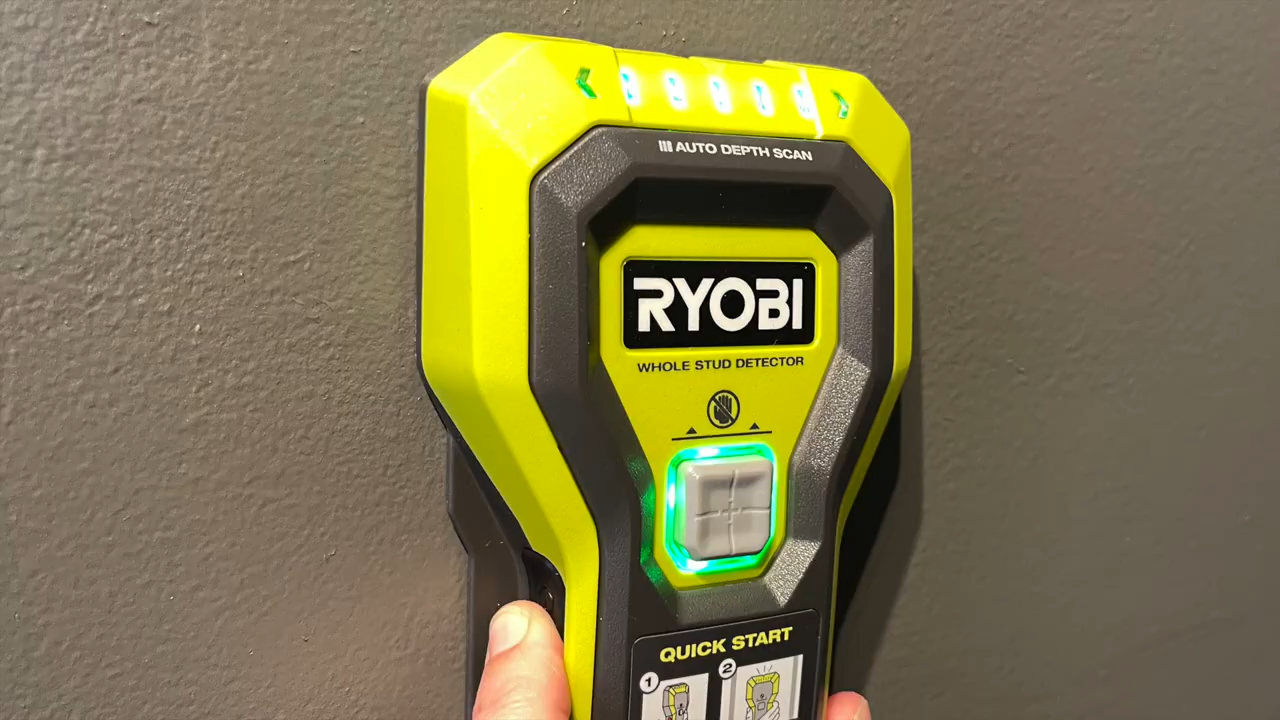 AUTO DEPTH SCAN
RYOBI
WHOLE STUD DETECTOR
QUICK START
1 2